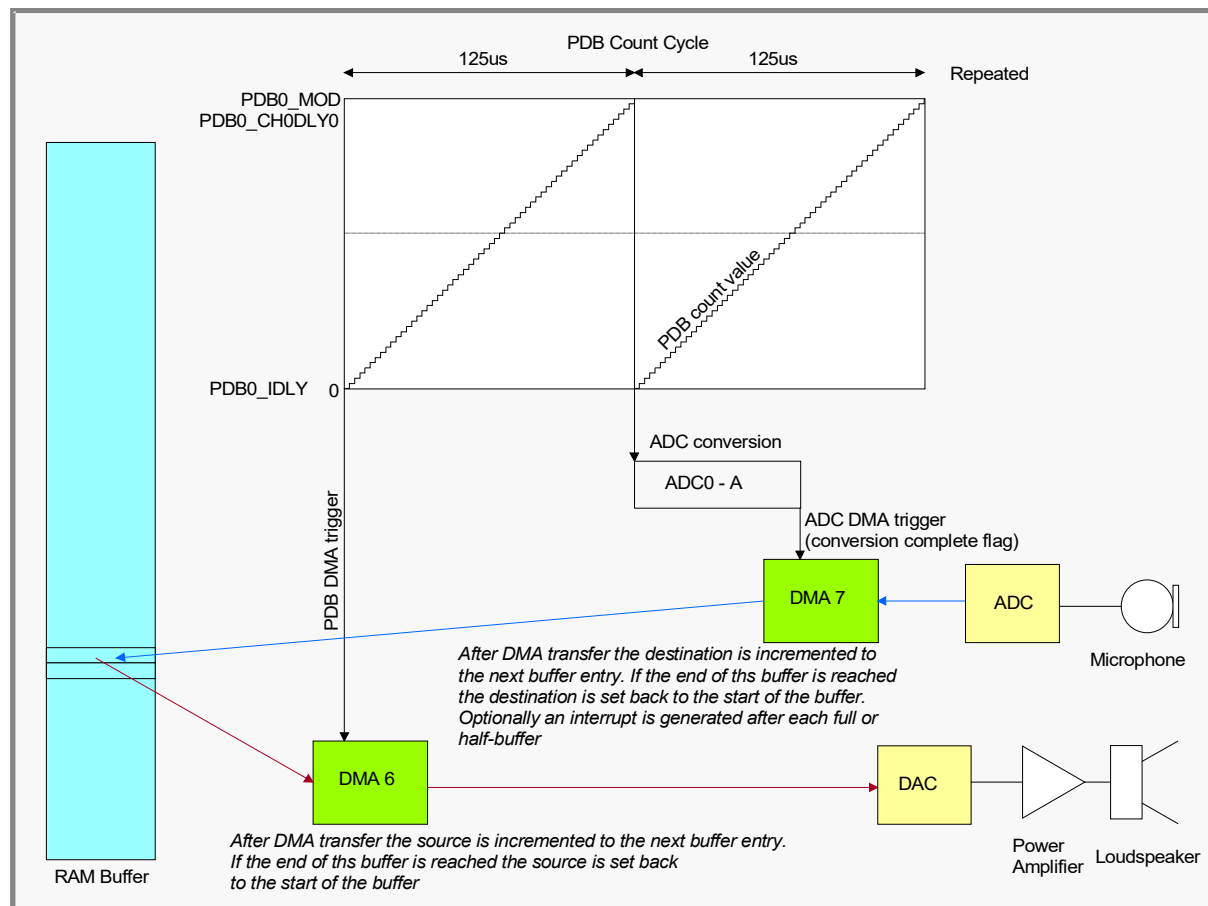 PDB Count Cycle
125us
125us
Repeated
PDB0_MOD
PDB0_CH0DLY0
PDB count value
PDB0_IDLY
0
ADC conversion
ADC0 - A
PDB DMA trigger
ADC DMA trigger
(conversion complete flag)
DMA 7
ADC
Microphone
After DMA transfer the destination is incremented to
the next buffer entry. If the end of ths buffer is reached
the destination is set back to the start of the buffer.
Optionally an interrupt is generated after each full or
half-buffer
DMA 6
DAC
After DMA transfer the source is incremented to the next buffer entry.
If the end of ths buffer is reached the source is set back
to the start of the buffer
Power
Amplifier
Loudspeaker
RAM Buffer